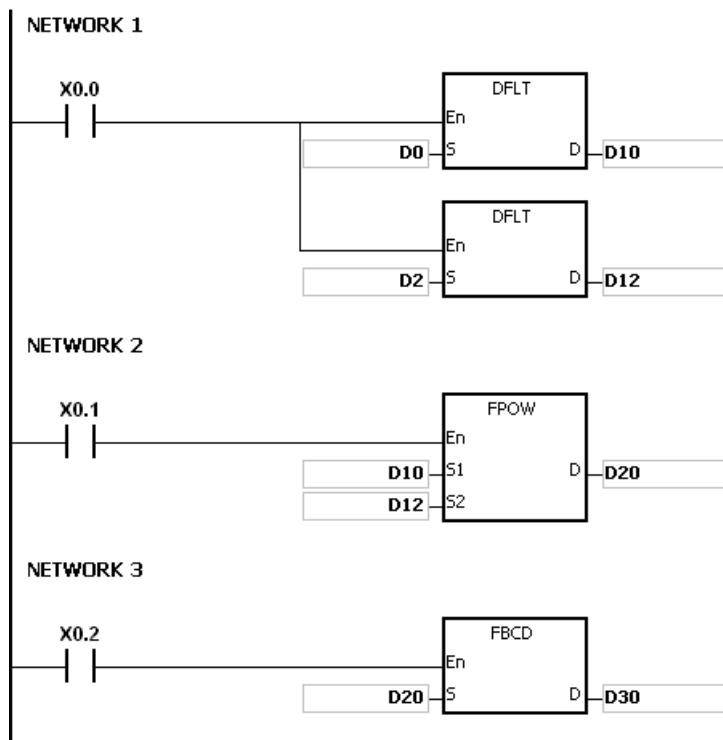 NETWORK 1
X0.0
DFLT
En
D0 S D D10
DFLT
En
D2 S D D12
NETWORK 2
X0.1
FPOW
En
D10 S1 D D20
D12 S2
NETWORK 3
X0.2
FBCD
En
D20 S D D30